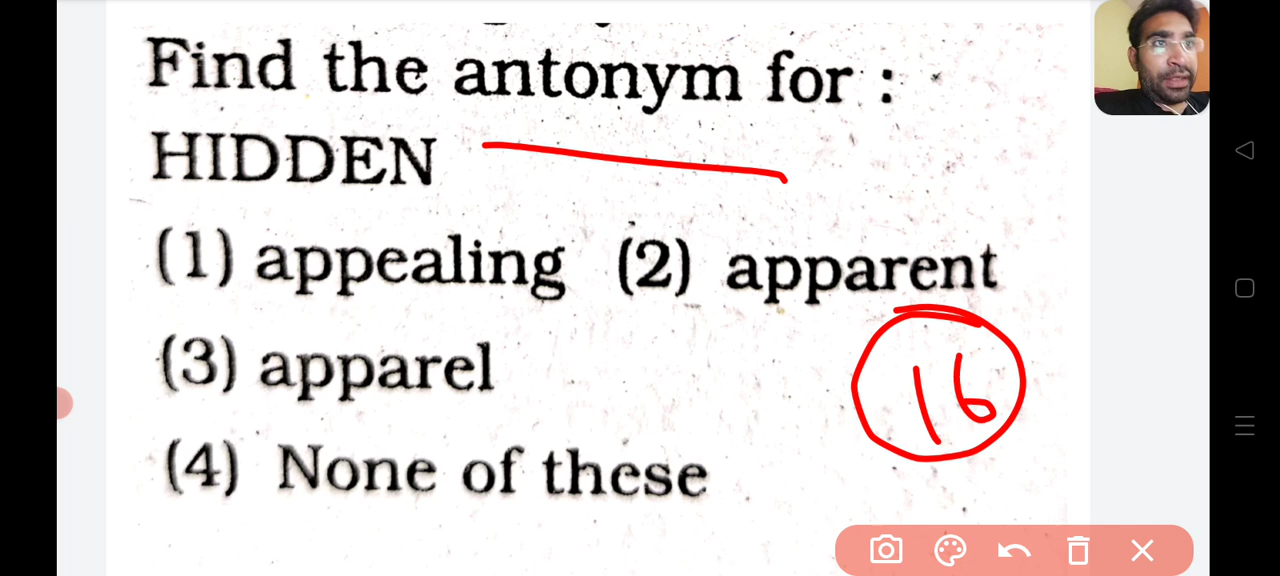 Find the antonym for :
HIDDEN
(1) appealing (2) apparent
(3) apparel
16
(4) None of these